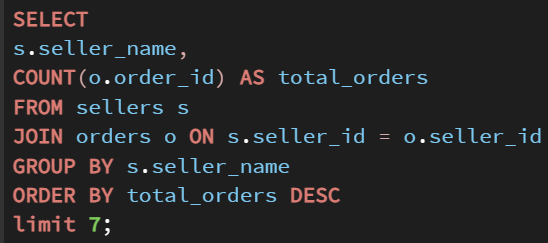 SELECT
s.seller_name,
COUNT(o.order_id) AS total_orders
FROM sellers s
JOIN orders o ON s.seller_id = o.seller_id
GROUP BY s.seller_name
ORDER BY total_orders DESC
limit 7;